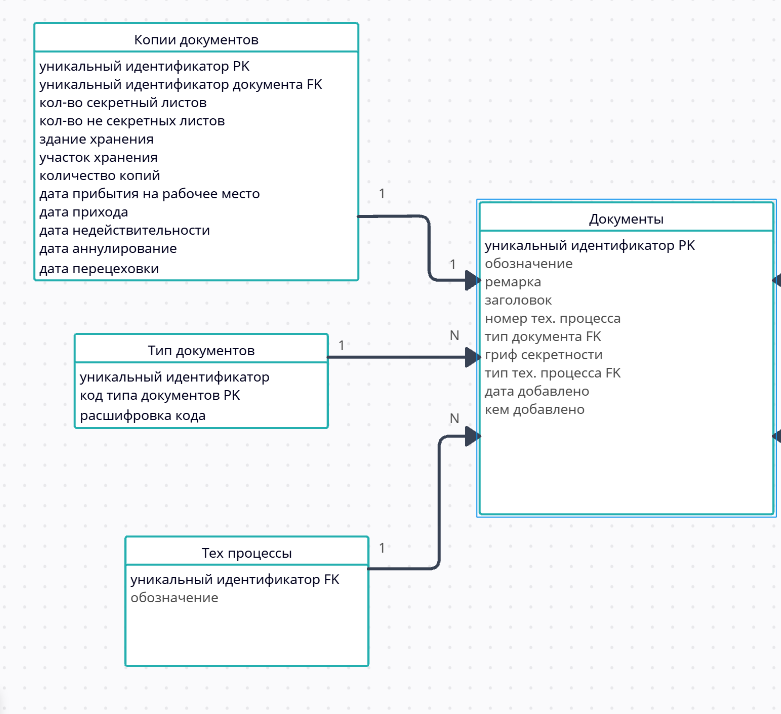 Копии документов
уникальный идентификатор PK
уникальный идентификатор документа FK
кол-во секретный листов
кол-во не секретных листов
здание хранения
участок хранения
количество копий
дата прибытия на рабочее место
дата прихода
дата недействительности
дата аннулирование
дата перецеховки
1
1
Документы
уникальный идентификатор PK
обозначение
ремарка
заголовок
номер тех. процесса
тип документа FK
гриф секретности
тип тех. процесса FK
дата добавлено
кем добавлено
Тип документов
уникальный идентификатор
код типа документов PK
расшифровка кода
1
N
N
Тех процессы
уникальный идентификатор FK
обозначение
1